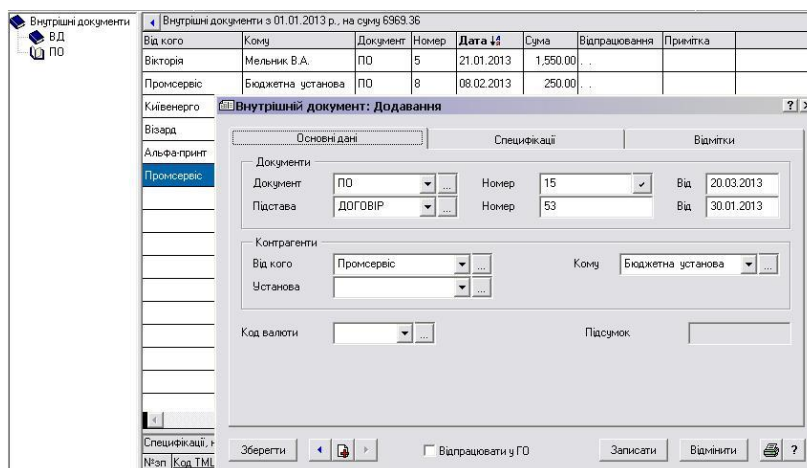 Внутрішні документи
ВД
ПО
Внутрішні документи з 01.01.2013 р., на суму 6969.36
Від кого Кому Документ Номер Дата Сума Відпрацювання Примітка
Вікторія Мельник В.А. ПО 5 21.01.2013 1,550.00 . .
Промсервіс Бюджетна установа ПО 8 08.02.2013 250.00 . .
Київенерго
Візард
Альфа-принт
Промсервіс
Внутрішній документ: Додавання
Основні дані Специфікації Відмітки
Документи
Документ ПО ... Номер 15 Від 20.03.2013
Підстава ДОГОВІР ... Номер 53 Від 30.01.2013
Контрагенти
Від кого Промсервіс ... Кому Бюджетна установа ...
Установа ...
Код валюти ... Підсумок
Зберегти Відпрацювати у ГО Записати Відмінити ?
Специфікації,
№зп Код TML